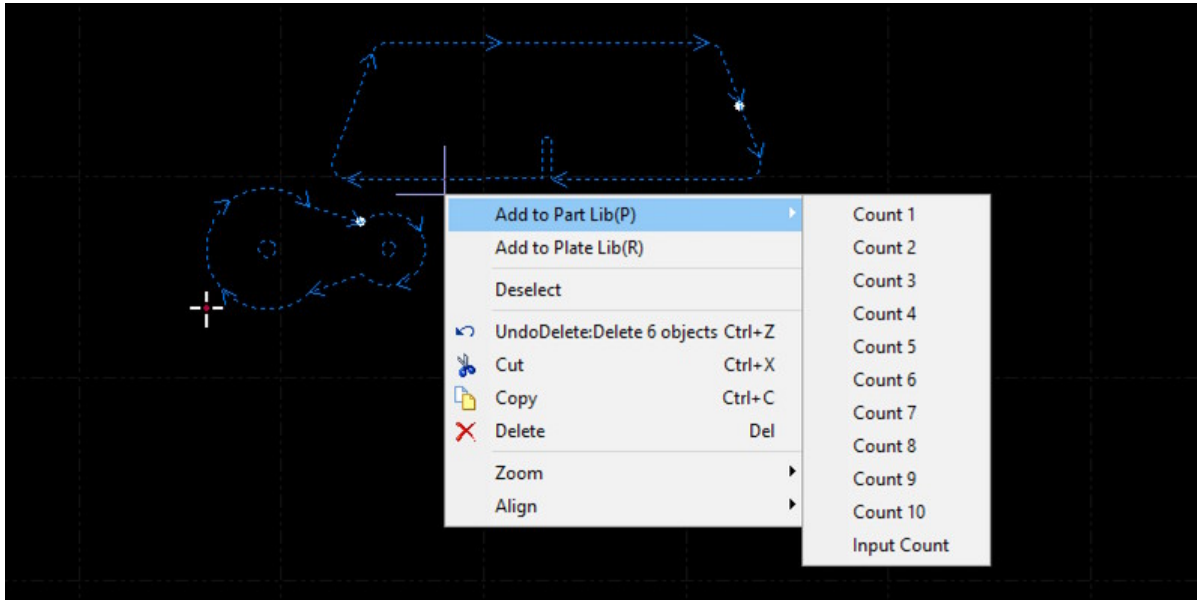 Add to Part Lib(P)
Add to Plate Lib(R)
Deselect
UndoDelete:Delete 6 objects Ctrl+Z
Cut Ctrl+X
Copy Ctrl+C
Delete Del
Zoom
Align
Count 1
Count 2
Count 3
Count 4
Count 5
Count 6
Count 7
Count 8
Count 9
Count 10
Input Count